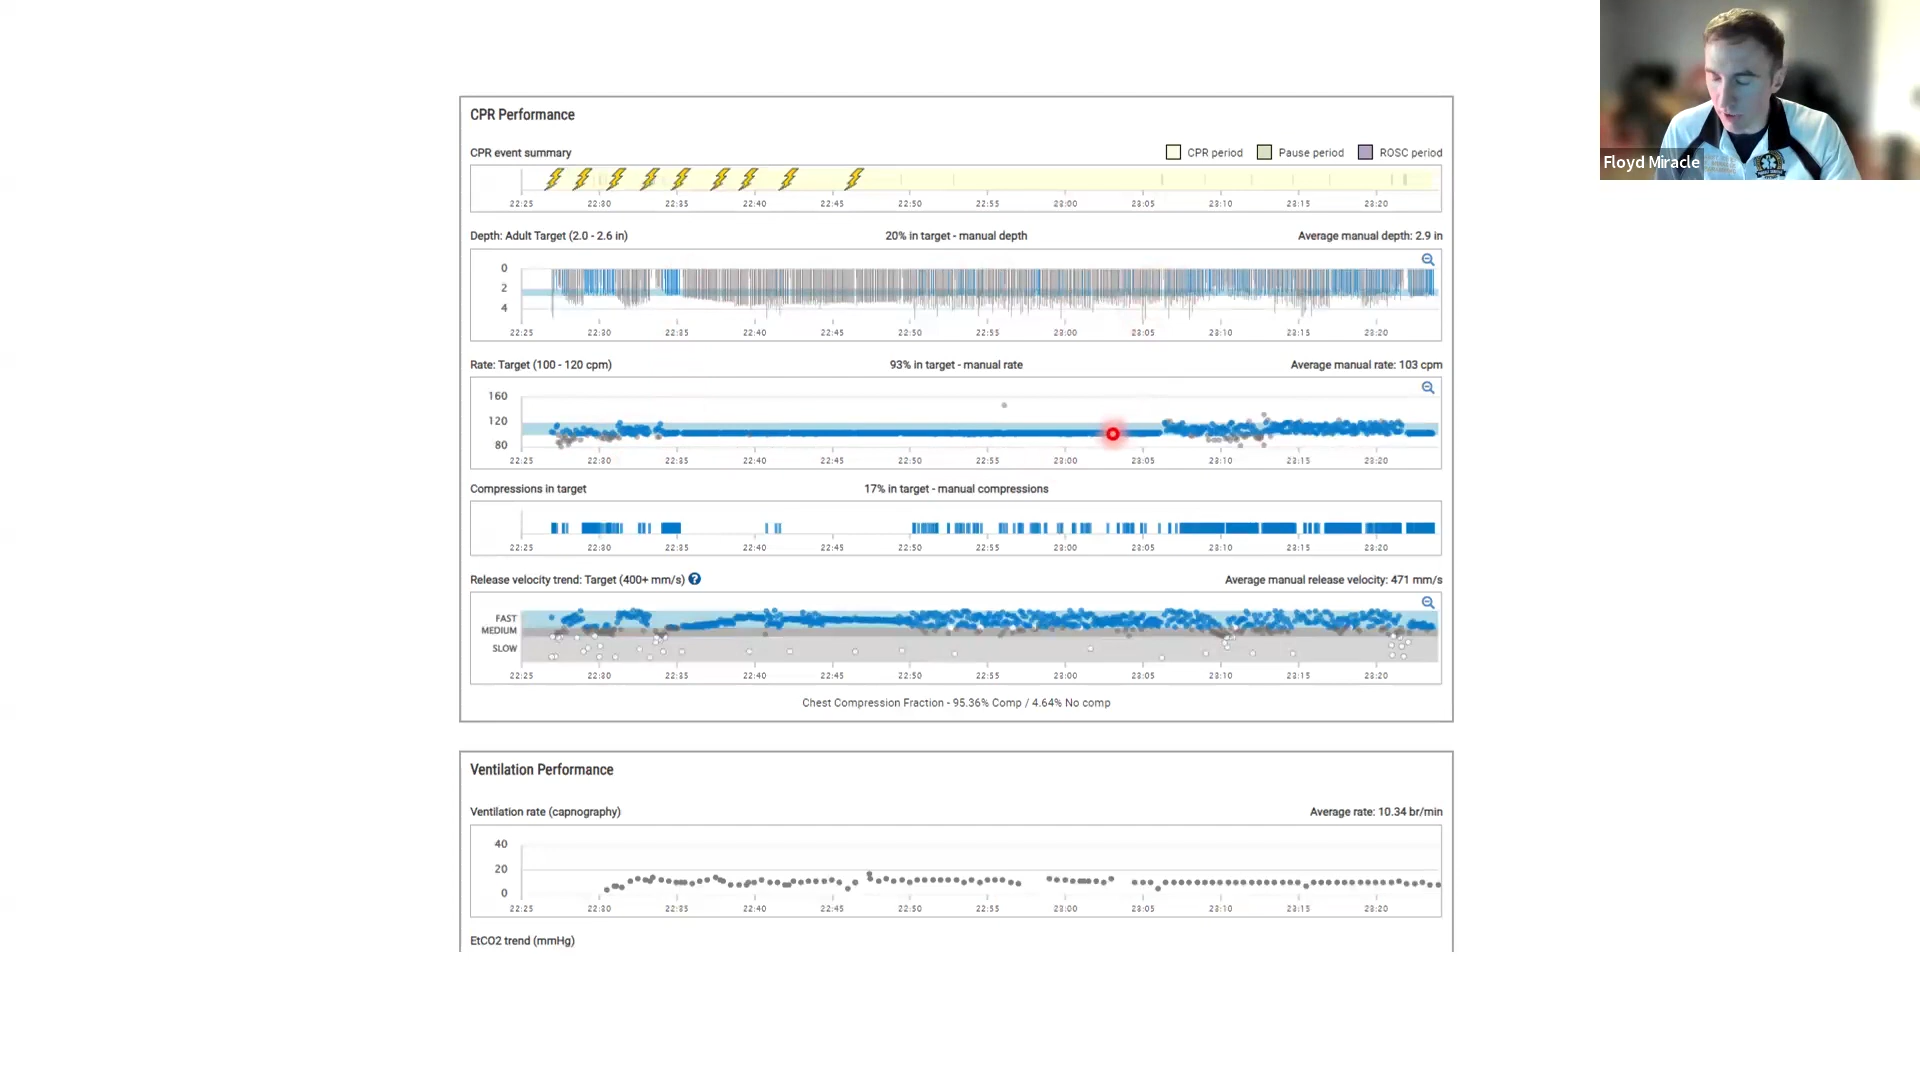 Floyd Miracle
CPR Performance
CPR event summary
CPR period Pause period ROSC period
22:25 22:30 22:35 22:40 22:45 22:50 22:55 23:00 23:05 23:10 23:15 23:20
Depth: Adult Target (2.0 - 2.6 in) 20% in target - manual depth Average manual depth: 2.9 in
0
2
4
22:25 22:30 22:35 22:40 22:45 22:50 22:55 23:00 23:05 23:10 23:15 23:20
Rate: Target (100 - 120 cpm) 93% in target - manual rate Average manual rate: 103 cpm
160
120
80
22:25 22:30 22:35 22:40 22:45 22:50 22:55 23:00 23:05 23:10 23:15 23:20
Compressions in target 17% in target - manual compressions
22:25 22:30 22:35 22:40 22:45 22:50 22:55 23:00 23:05 23:10 23:15 23:20
Release velocity trend: Target (400+ mm/s) ? Average manual release velocity: 471 mm/s
FAST
MEDIUM
SLOW
22:25 22:30 22:35 22:40 22:45 22:50 22:55 23:00 23:05 23:10 23:15 23:20
Chest Compression Fraction - 95.36% Comp / 4.64% No comp
Ventilation Performance
Ventilation rate (capnography) Average rate: 10.34 br/min
40
20
0
22:25 22:30 22:35 22:40 22:45 22:50 22:55 23:00 23:05 23:10 23:15 23:20
EtCO2 trend (mmHg)